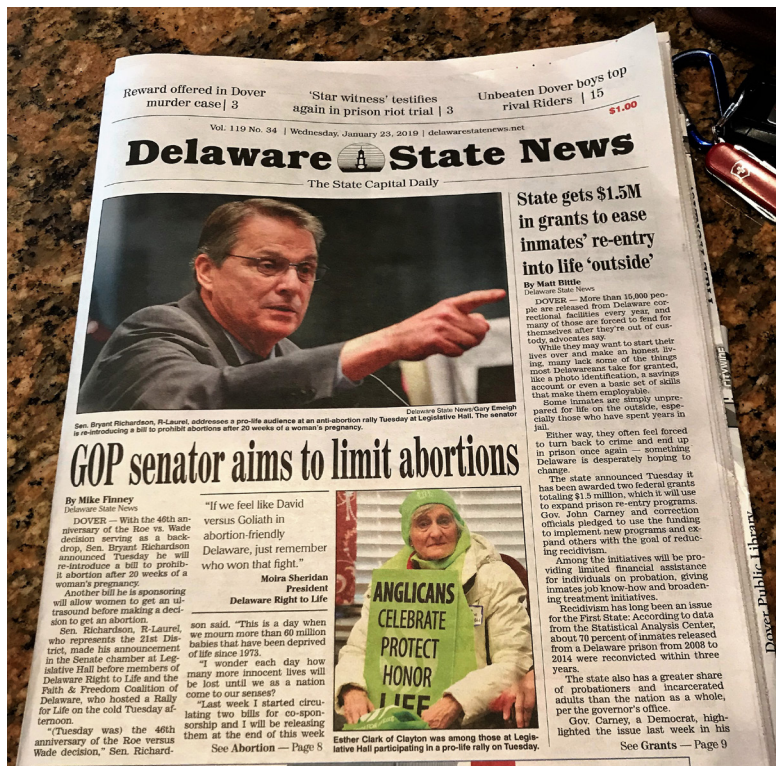 Reward offered in Dover
murder case | 3
'Star witness' testifies
again in prison riot trial | 3
Unbeaten Dover boys top
rival Riders | 15
$1.00
Vol. 119 No. 34 | Wednesday, January 23, 2019 | delawarestatenews.net
Delaware State News
The State Capital Daily
Delaware State News/Gary Emeigh
Sen. Bryant Richardson, R-Laurel, addresses a pro-life audience at an anti-abortion rally Tuesday at Legislative Hall. The senator
is re-introducing a bill to prohibit abortions after 20 weeks of a woman's pregnancy.
GOP senator aims to limit abortions
By Mike Finney
Delaware State News
DOVER — With the 46th an-
niversary of the Roe vs. Wade
decision serving as a back-
drop, Sen. Bryant Richardson
announced Tuesday he will
re-introduce a bill to prohib-
it abortion after 20 weeks of a
woman's pregnancy.
Another bill he is sponsoring
will allow women to get an ul-
trasound before making a deci-
sion to get an abortion.
Sen. Richardson, R-Laurel,
who represents the 21st Dis-
trict, made his announcement
in the Senate chamber at Leg-
islative Hall before members of
Delaware Right to Life and the
Faith & Freedom Coalition of
Delaware, who hosted a Rally
for Life on the cold Tuesday af-
ternoon.
"(Tuesday was) the 46th
anniversary of the Roe versus
Wade decision," Sen. Richard-
"If we feel like David
versus Goliath in
abortion-friendly
Delaware, just remember
who won that fight."
Moira Sheridan
President
Delaware Right to Life
son said. "This is a day when
we mourn more than 60 million
babies that have been deprived
of life since 1973.
"I wonder each day how
many more innocent lives will
be lost until we as a nation
come to our senses?
"Last week I started circu-
lating two bills for co-spon-
sorship and I will be releasing
them at the end of this week
See Abortion — Page 8
ANGLICANS
CELEBRATE
PROTECT
HONOR
LIFE
Esther Clark of Clayton was among those at Legis-
lative Hall participating in a pro-life rally on Tuesday.
State gets $1.5M
in grants to ease
inmates' re-entry
into life 'outside'
By Matt Bittle
Delaware State News
DOVER — More than 15,000 peo-
ple are released from Delaware cor-
rectional facilities every year, and
many of those are forced to fend for
themselves after they're out of cus-
tody, advocates say.
While they may want to start their
lives over and make an honest liv-
ing, many lack some of the things
most Delawareans take for granted,
like a photo identification, a savings
account or even a basic set of skills
that make them employable.
Some inmates are simply unpre-
pared for life on the outside, espe-
cially those who have spent years in
jail.
Either way, they often feel forced
to turn back to crime and end up
in prison once again — something
Delaware is desperately hoping to
change.
The state announced Tuesday it
has been awarded two federal grants
totaling $1.5 million, which it will use
to expand prison re-entry programs.
Gov. John Carney and correction
officials pledged to use the funding
to implement new programs and ex-
pand others with the goal of reduc-
ing recidivism.
Among the initiatives will be pro-
viding limited financial assistance
for individuals on probation, giving
inmates job know-how and broaden-
ing treatment initiatives.
Recidivism has long been an issue
for the First State: According to data
from the Statistical Analysis Center,
about 70 percent of inmates released
from a Delaware prison from 2008 to
2014 were reconvicted within three
years.
The state also has a greater share
of probationers and incarcerated
adults than the nation as a whole,
per the governor's office.
Gov. Carney, a Democrat, high-
lighted the issue last week in his
See Grants — Page 9
Dover Public Library